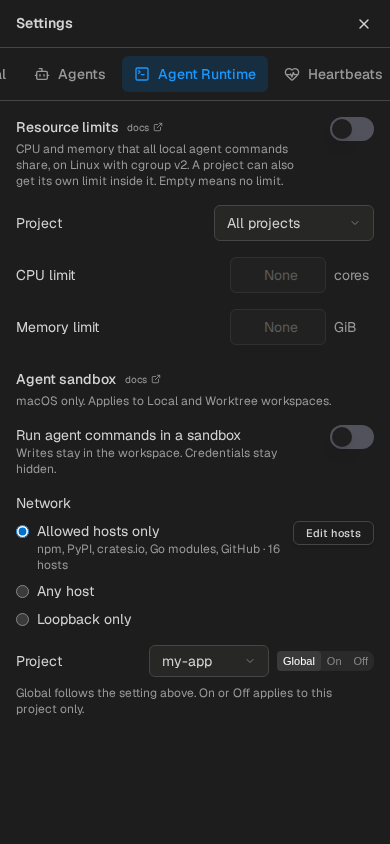 Settings
al
Agents
Agent Runtime
Heartbeats
Resource limits docs
CPU and memory that all local agent commands
share, on Linux with cgroup v2. A project can also
get its own limit inside it. Empty means no limit.
Project
All projects
CPU limit
None
cores
Memory limit
None
GiB
Agent sandbox docs
macOS only. Applies to Local and Worktree workspaces.
Run agent commands in a sandbox
Writes stay in the workspace. Credentials stay
hidden.
Network
Allowed hosts only
Edit hosts
npm, PyPI, crates.io, Go modules, GitHub · 16
hosts
Any host
Loopback only
Project
my-app
Global On Off
Global follows the setting above. On or Off applies to this
project only.